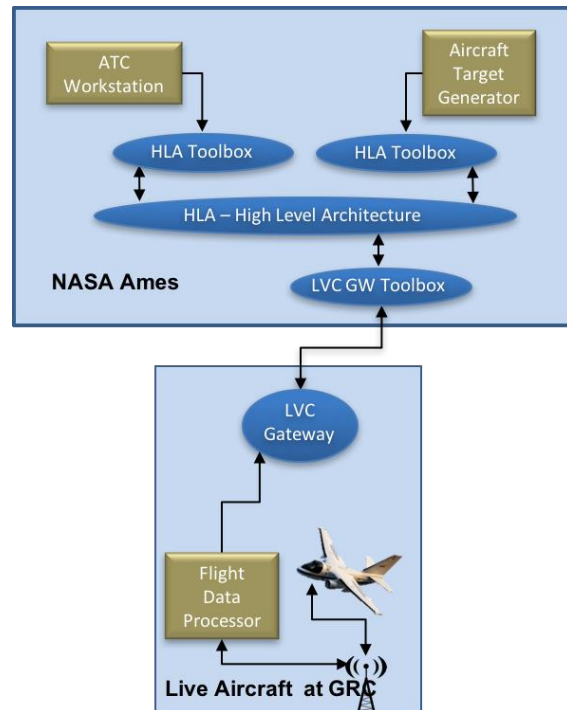 ATC
Workstation
Aircraft
Target
Generator
HLA Toolbox
HLA Toolbox
HLA – High Level Architecture
NASA Ames
LVC GW Toolbox
LVC
Gateway
Flight
Data
Processor
Live Aircraft at GRC